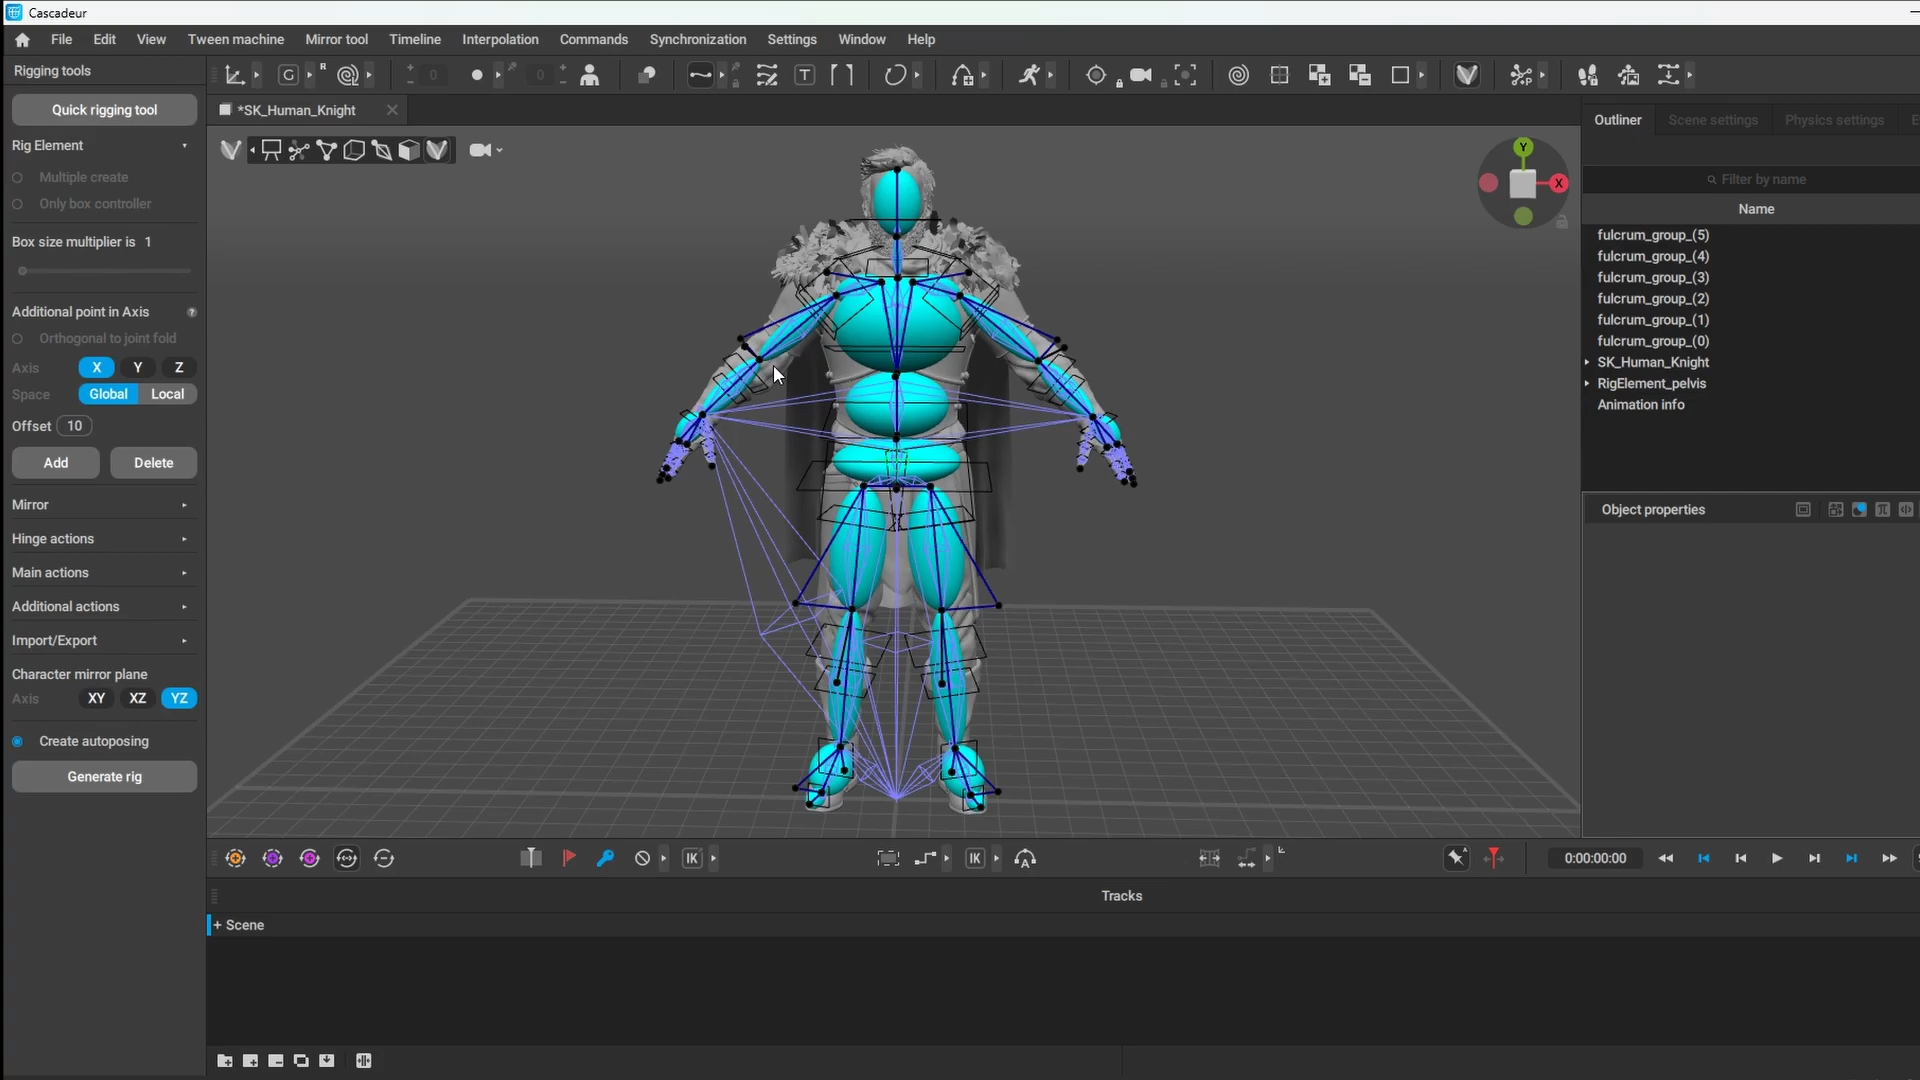 Cascadeur
File Edit View Tween machine Mirror tool Timeline Interpolation Commands Synchronization Settings Window Help
Rigging tools
G R 0 0 T
Quick rigging tool
*SK_Human_Knight
Outliner Scene settings Physics settings
Rig Element
Multiple create
Only box controller
Filter by name
Name
Box size multiplier is 1
Y
X
fulcrum_group_(5)
fulcrum_group_(4)
fulcrum_group_(3)
fulcrum_group_(2)
fulcrum_group_(1)
fulcrum_group_(0)
SK_Human_Knight
RigElement_pelvis
Animation info
Additional point in Axis ?
Orthogonal to joint fold
Axis X Y Z
Space Global Local
Offset 10
Add Delete
Mirror
Object properties
Hinge actions
Main actions
Additional actions
Import/Export
Character mirror plane
Axis XY XZ YZ
Create autoposing
Generate rig
IK IK 0:00:00:00
Tracks
+ Scene